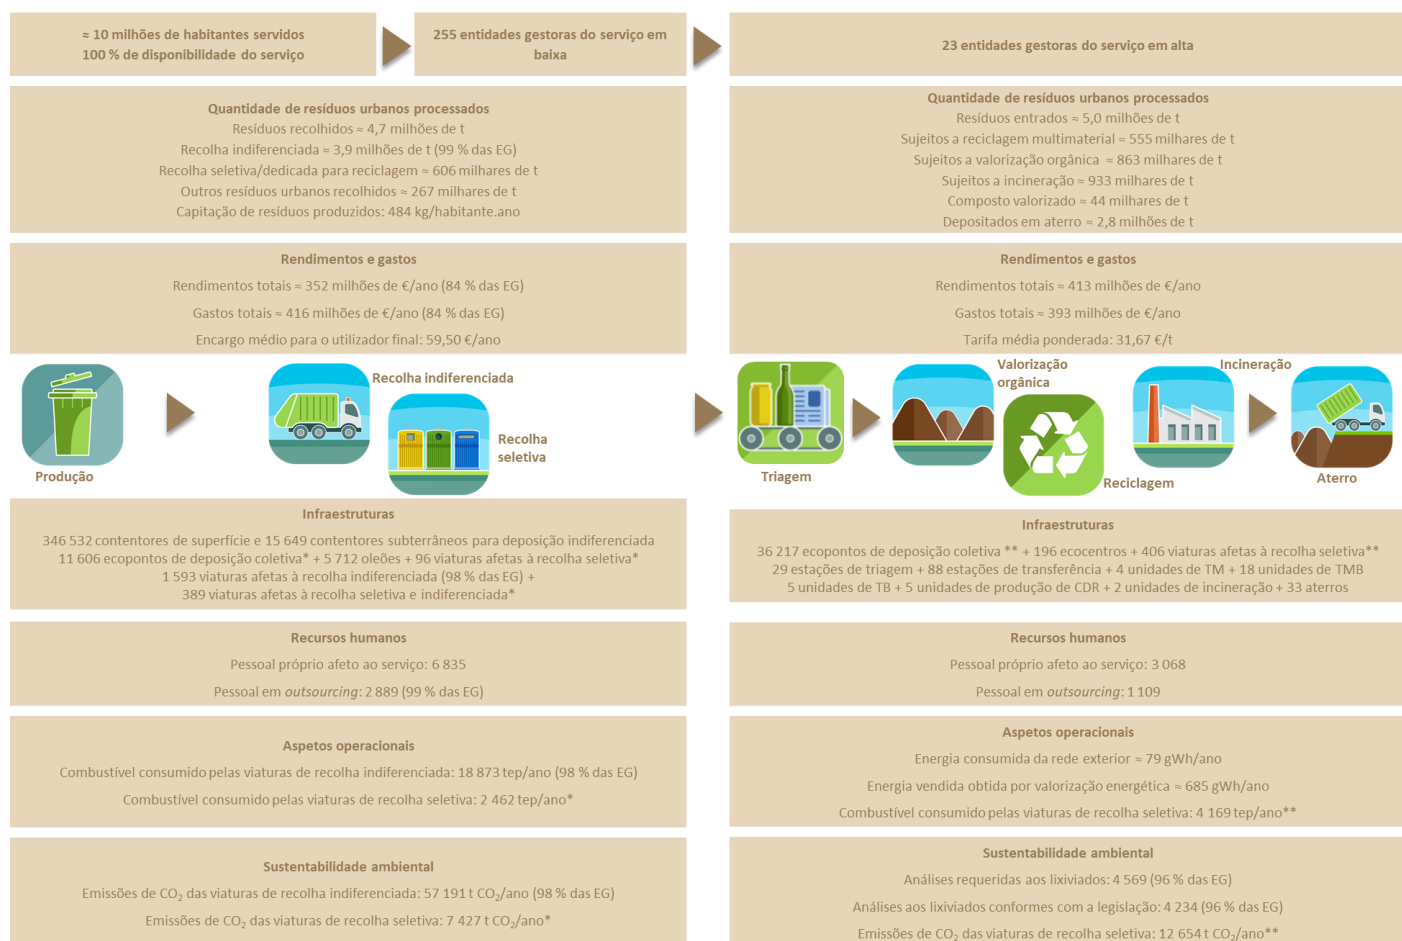 ≈ 10 milhões de habitantes servidos
100 % de disponibilidade do serviço
255 entidades gestoras do serviço em
baixa
23 entidades gestoras do serviço em alta
Quantidade de resíduos urbanos processados
Resíduos recolhidos ≈ 4,7 milhões de t
Recolha indiferenciada ≈ 3,9 milhões de t (99 % das EG)
Recolha seletiva/dedicada para reciclagem ≈ 606 milhares de t
Outros resíduos urbanos recolhidos ≈ 267 milhares de t
Capitação de resíduos produzidos: 484 kg/habitante.ano
Quantidade de resíduos urbanos processados
Resíduos entrados ≈ 5,0 milhões de t
Sujeitos a reciclagem multimaterial ≈ 555 milhares de t
Sujeitos a valorização orgânica ≈ 863 milhares de t
Sujeitos a incineração ≈ 933 milhares de t
Composto valorizado ≈ 44 milhares de t
Depositados em aterro ≈ 2,8 milhões de t
Rendimentos e gastos
Rendimentos totais ≈ 352 milhões de €/ano (84 % das EG)
Gastos totais ≈ 416 milhões de €/ano (84 % das EG)
Encargo médio para o utilizador final: 59,50 €/ano
Rendimentos e gastos
Rendimentos totais ≈ 413 milhões de €/ano
Gastos totais ≈ 393 milhões de €/ano
Tarifa média ponderada: 31,67 €/t
Produção
Recolha indiferenciada
Recolha
seletiva
Triagem
Valorização
orgânica
Reciclagem
Incineração
Aterro
Infraestruturas
346 532 contentores de superfície e 15 649 contentores subterrâneos para deposição indiferenciada
11 606 ecopontos de deposição coletiva* + 5 712 oleões + 96 viaturas afetas à recolha seletiva*
1 593 viaturas afetas à recolha indiferenciada (98 % das EG) +
389 viaturas afetas à recolha seletiva e indiferenciada*
Infraestruturas
36 217 ecopontos de deposição coletiva ** + 196 ecocentros + 406 viaturas afetas à recolha seletiva**
29 estações de triagem + 88 estações de transferência + 4 unidades de TM + 18 unidades de TMB
5 unidades de TB + 5 unidades de produção de CDR + 2 unidades de incineração + 33 aterros
Recursos humanos
Pessoal próprio afeto ao serviço: 6 835
Pessoal em outsourcing: 2 889 (99 % das EG)
Recursos humanos
Pessoal próprio afeto ao serviço: 3 068
Pessoal em outsourcing: 1 109
Aspetos operacionais
Combustível consumido pelas viaturas de recolha indiferenciada: 18 873 tep/ano (98 % das EG)
Combustível consumido pelas viaturas de recolha seletiva: 2 462 tep/ano*
Aspetos operacionais
Energia consumida da rede exterior ≈ 79 gWh/ano
Energia vendida obtida por valorização energética ≈ 685 gWh/ano
Combustível consumido pelas viaturas de recolha seletiva: 4 169 tep/ano**
Sustentabilidade ambiental
Emissões de CO₂ das viaturas de recolha indiferenciada: 57 191 t CO₂/ano (98 % das EG)
Emissões de CO₂ das viaturas de recolha seletiva: 7 427 t CO₂/ano*
Sustentabilidade ambiental
Análises requeridas aos lixiviados: 4 569 (96 % das EG)
Análises aos lixiviados conformes com a legislação: 4 234 (96 % das EG)
Emissões de CO₂ das viaturas de recolha seletiva: 12 654 t CO₂/ano**